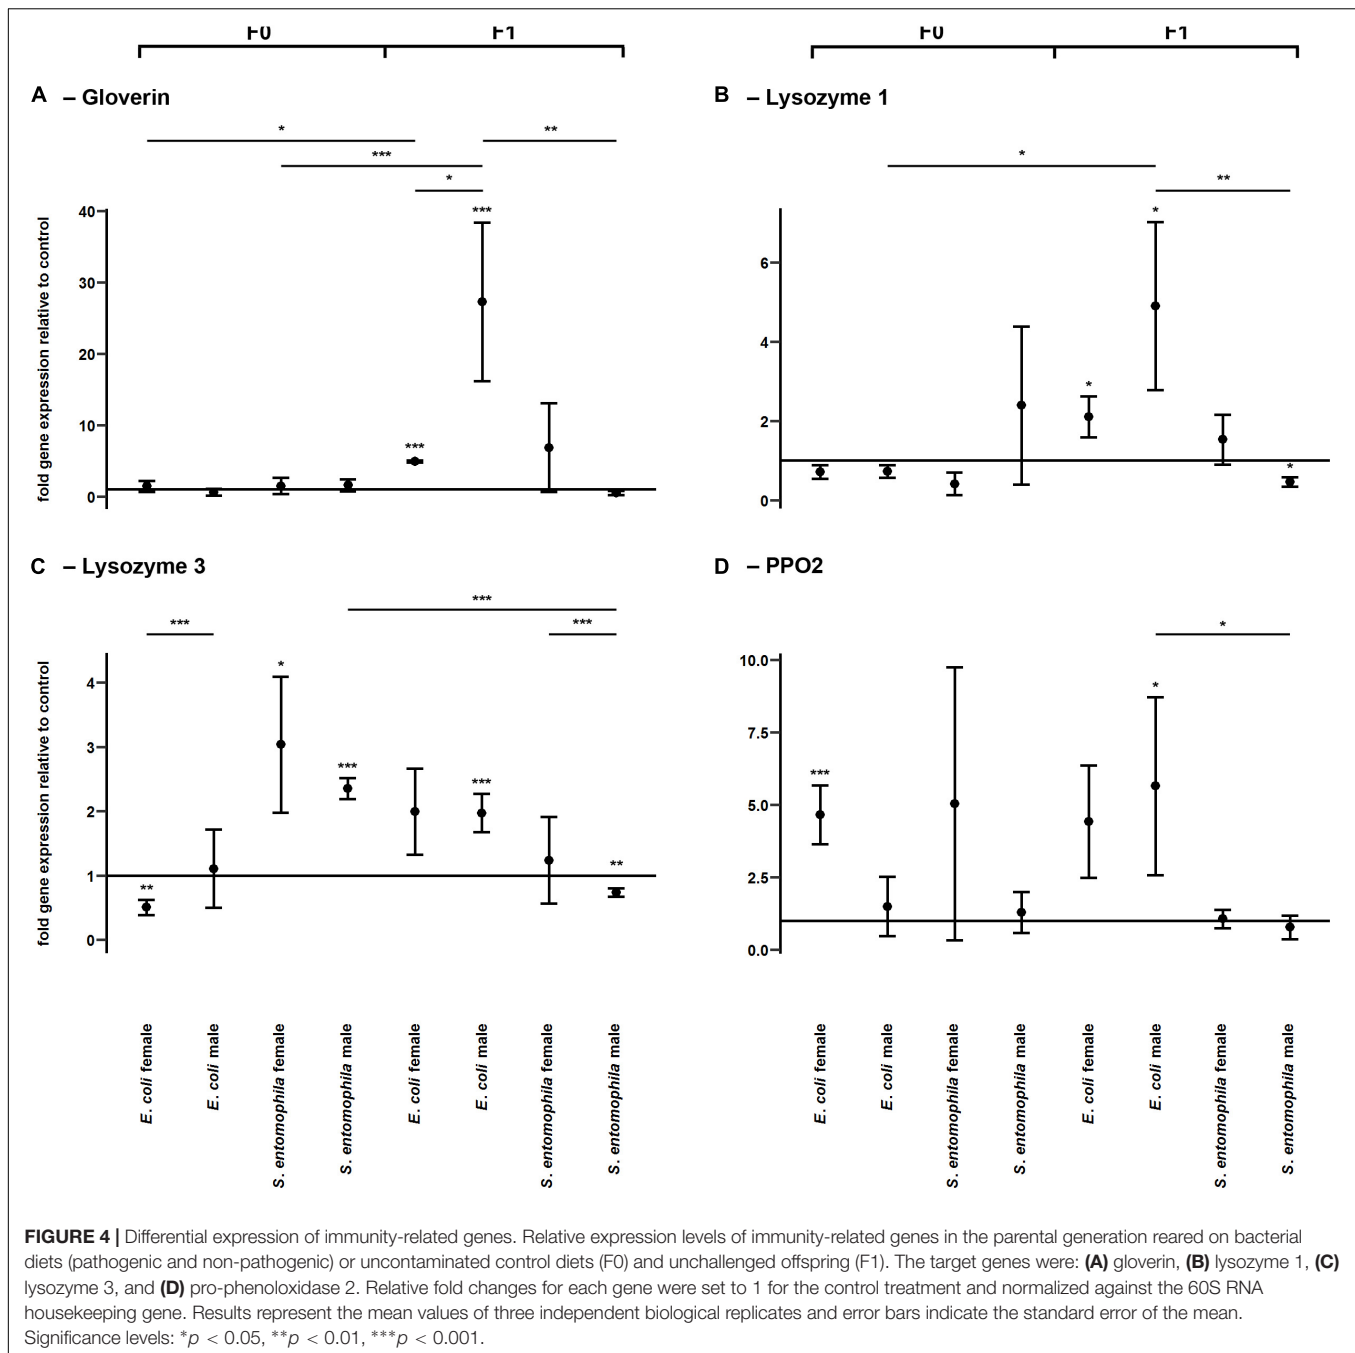 F0 F1 F0 F1
A – Gloverin
* ** *** * *** ***
fold gene expression relative to control
40
30
20
10
0
B – Lysozyme 1
* ** * * *
6
4
2
0
C – Lysozyme 3
*** *** *** * *** *** ** **
fold gene expression relative to control
4
3
2
1
0
D – PPO2
* * ***
10.0
7.5
5.0
2.5
0.0
E. coli female
E. coli male
S. entomophila female
S. entomophila male
E. coli female
E. coli male
S. entomophila female
S. entomophila male
E. coli female
E. coli male
S. entomophila female
S. entomophila male
E. coli female
E. coli male
S. entomophila female
S. entomophila male
FIGURE 4 | Differential expression of immunity-related genes. Relative expression levels of immunity-related genes in the parental generation reared on bacterial
diets (pathogenic and non-pathogenic) or uncontaminated control diets (F0) and unchallenged offspring (F1). The target genes were: (A) gloverin, (B) lysozyme 1, (C)
lysozyme 3, and (D) pro-phenoloxidase 2. Relative fold changes for each gene were set to 1 for the control treatment and normalized against the 60S RNA
housekeeping gene. Results represent the mean values of three independent biological replicates and error bars indicate the standard error of the mean.
Significance levels: *p < 0.05, **p < 0.01, ***p < 0.001.